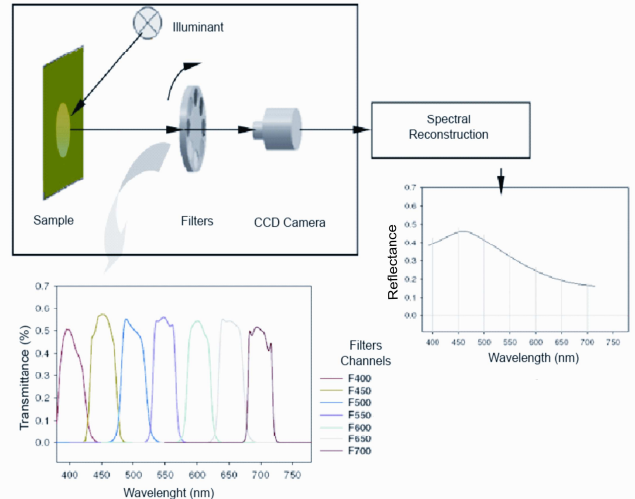 Illuminant
Sample
Filters
CCD Camera
Spectral
Reconstruction
0.7
0.6
0.5
0.4
0.3
0.2
0.1
0.0
Reflectance
400 450 500 550 600 650 700 750
Wavelength (nm)
0.7
0.6
0.5
0.4
0.3
0.2
0.1
0.0
Transmittance (%)
400 450 500 550 600 650 700 750
Wavelenght (nm)
Filters
Channels
F400
F450
F500
F550
F600
F650
F700